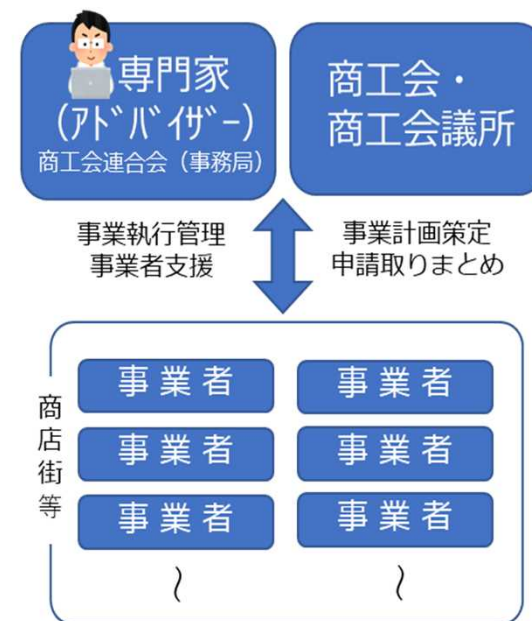 専門家
(ｱﾄﾞﾊﾞｲｻﾞｰ)
商工会連合会（事務局）
商工会・
商工会議所
事業執行管理
事業者支援
事業計画策定
申請取りまとめ
商店街等
事業者
事業者
事業者
事業者
事業者
事業者
～
～